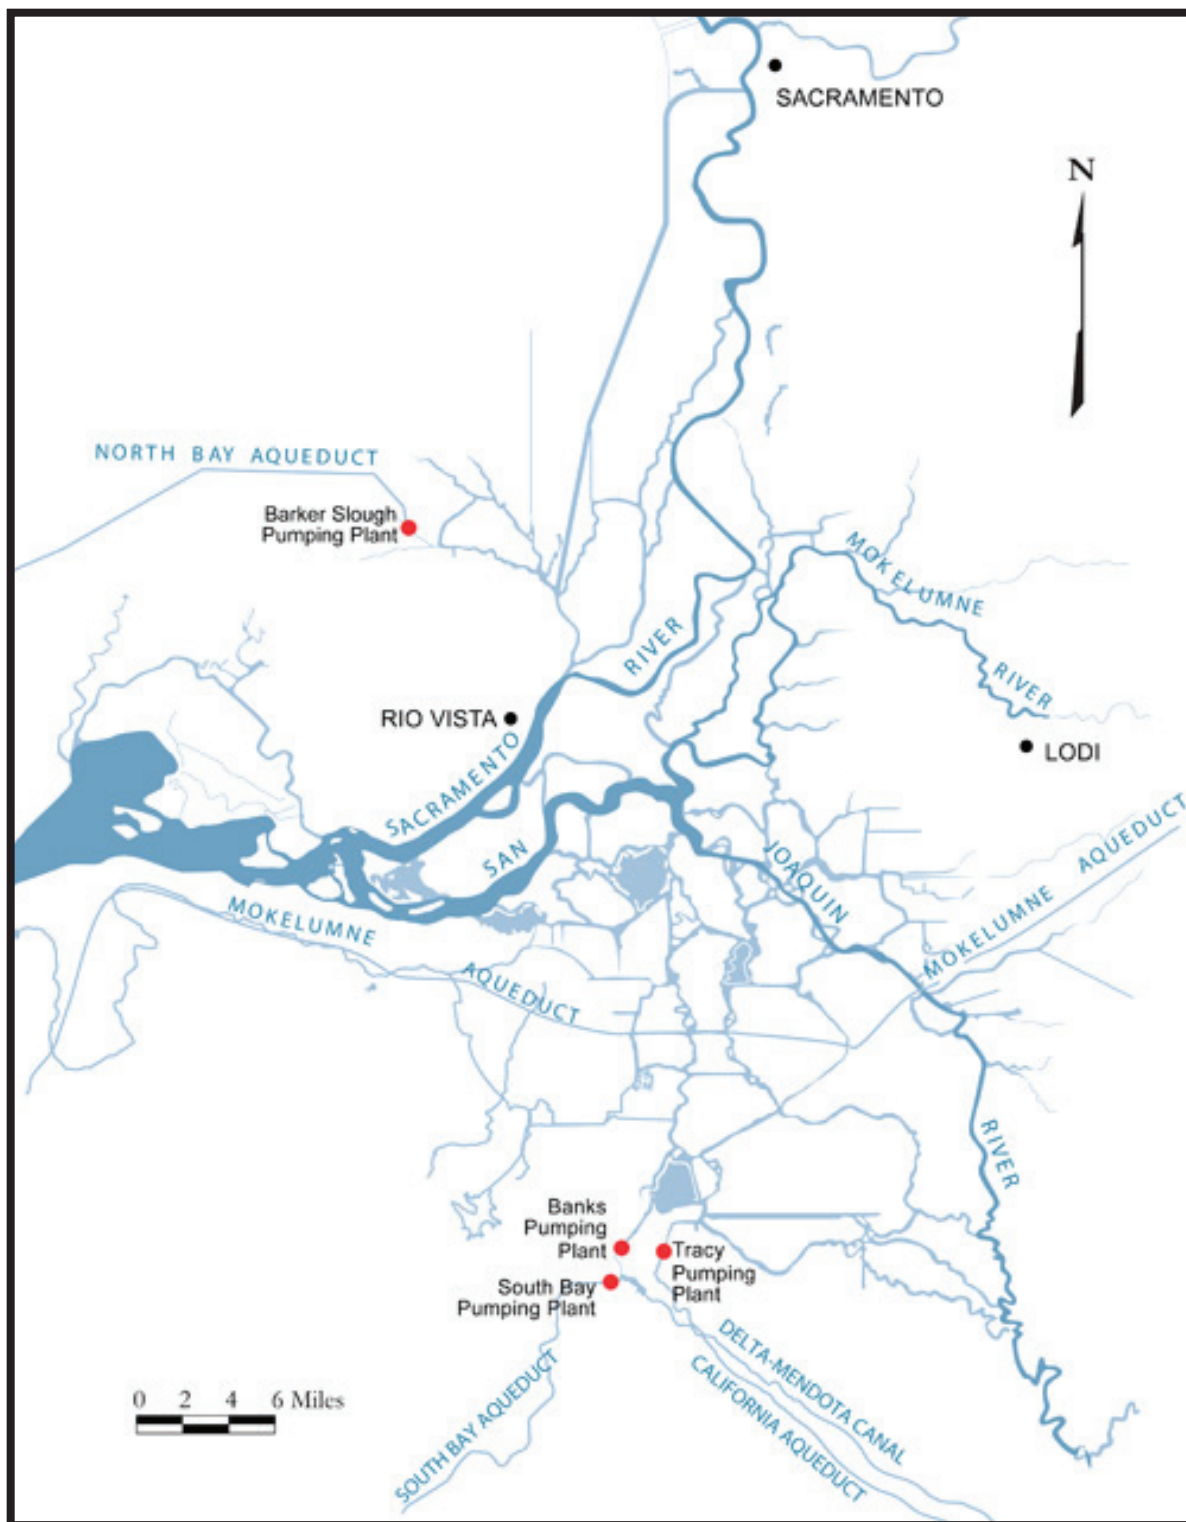 SACRAMENTO
N
NORTH BAY AQUEDUCT
Barker Slough
Pumping Plant
MOKELUMNE
RIVER
RIVER
RIO VISTA
LODI
SACRAMENTO
SAN
JOAQUIN
MOKELUMNE AQUEDUCT
MOKELUMNE
AQUEDUCT
RIVER
Banks
Pumping
Plant
Tracy
Pumping
Plant
South Bay
Pumping Plant
DELTA-MENDOTA CANAL
CALIFORNIA AQUEDUCT
SOUTH BAY AQUEDUCT
0 2 4 6 Miles